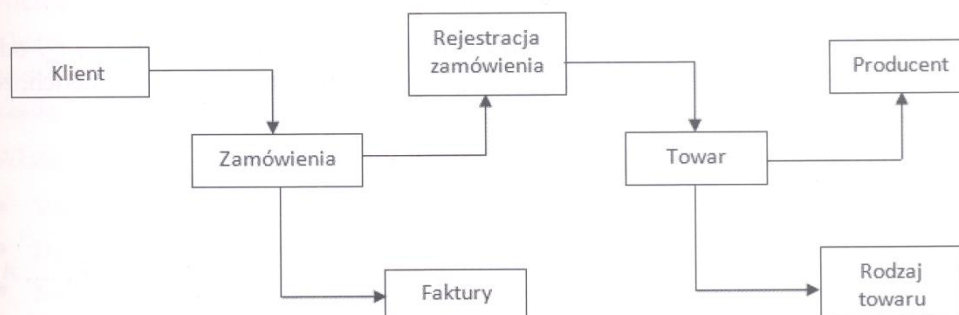 Klient
Rejestracja
zamówienia
Producent
Zamówienia
Towar
Faktury
Rodzaj
towaru